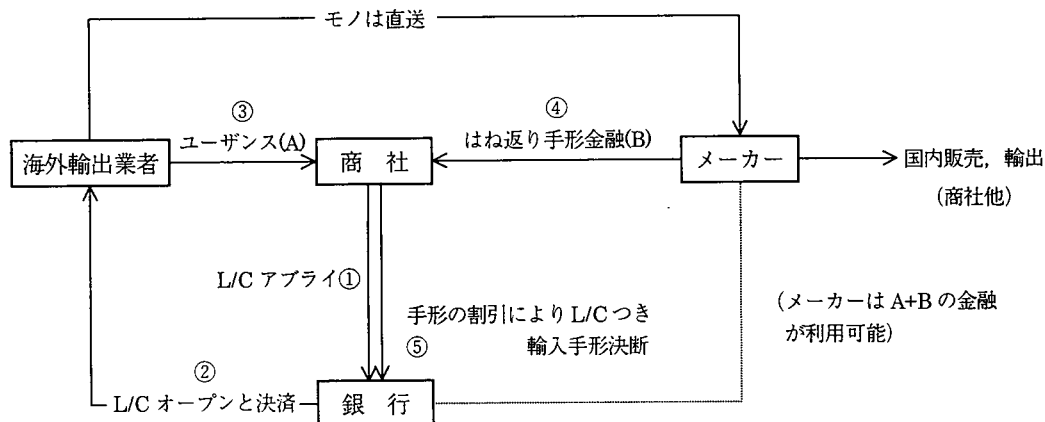 モノは直送
③
ユーザンス(A)
④
はね返り手形金融(B)
海外輸出業者
商 社
メーカー
国内販売，輸出
(商社他)
L/C アブライ①
手形の割引により L/C つき
輸入手形決断
⑤
(メーカーは A+B の金融
が利用可能)
②
L/C オープンと決済
銀 行